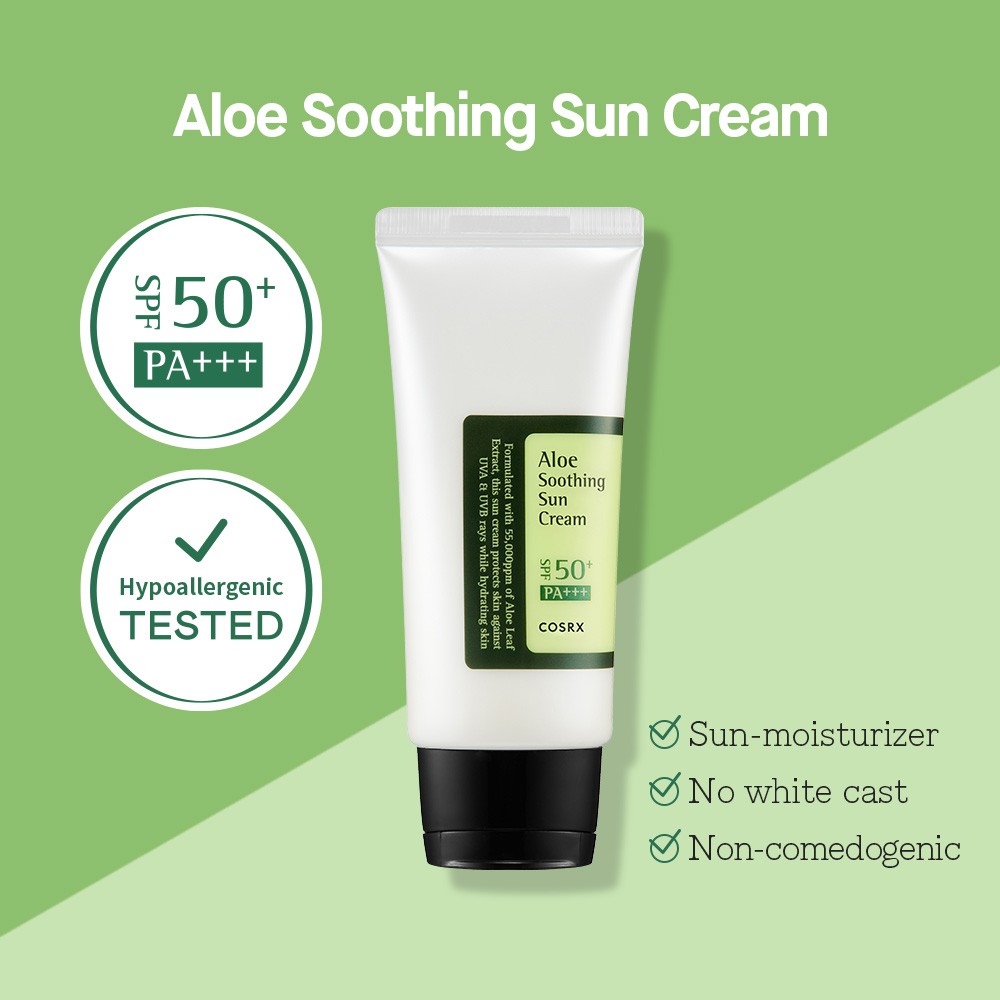 Aloe Soothing Sun Cream
SPF 50+
PA+++
Hypoallergenic
TESTED
Formulated with 55,000ppm of Aloe Leaf
Extract, this sun cream protects skin against
UVA & UVB rays while hydrating skin
Aloe
Soothing
Sun
Cream
SPF 50+
PA+++
COSRX
Sun-moisturizer
No white cast
Non-comedogenic